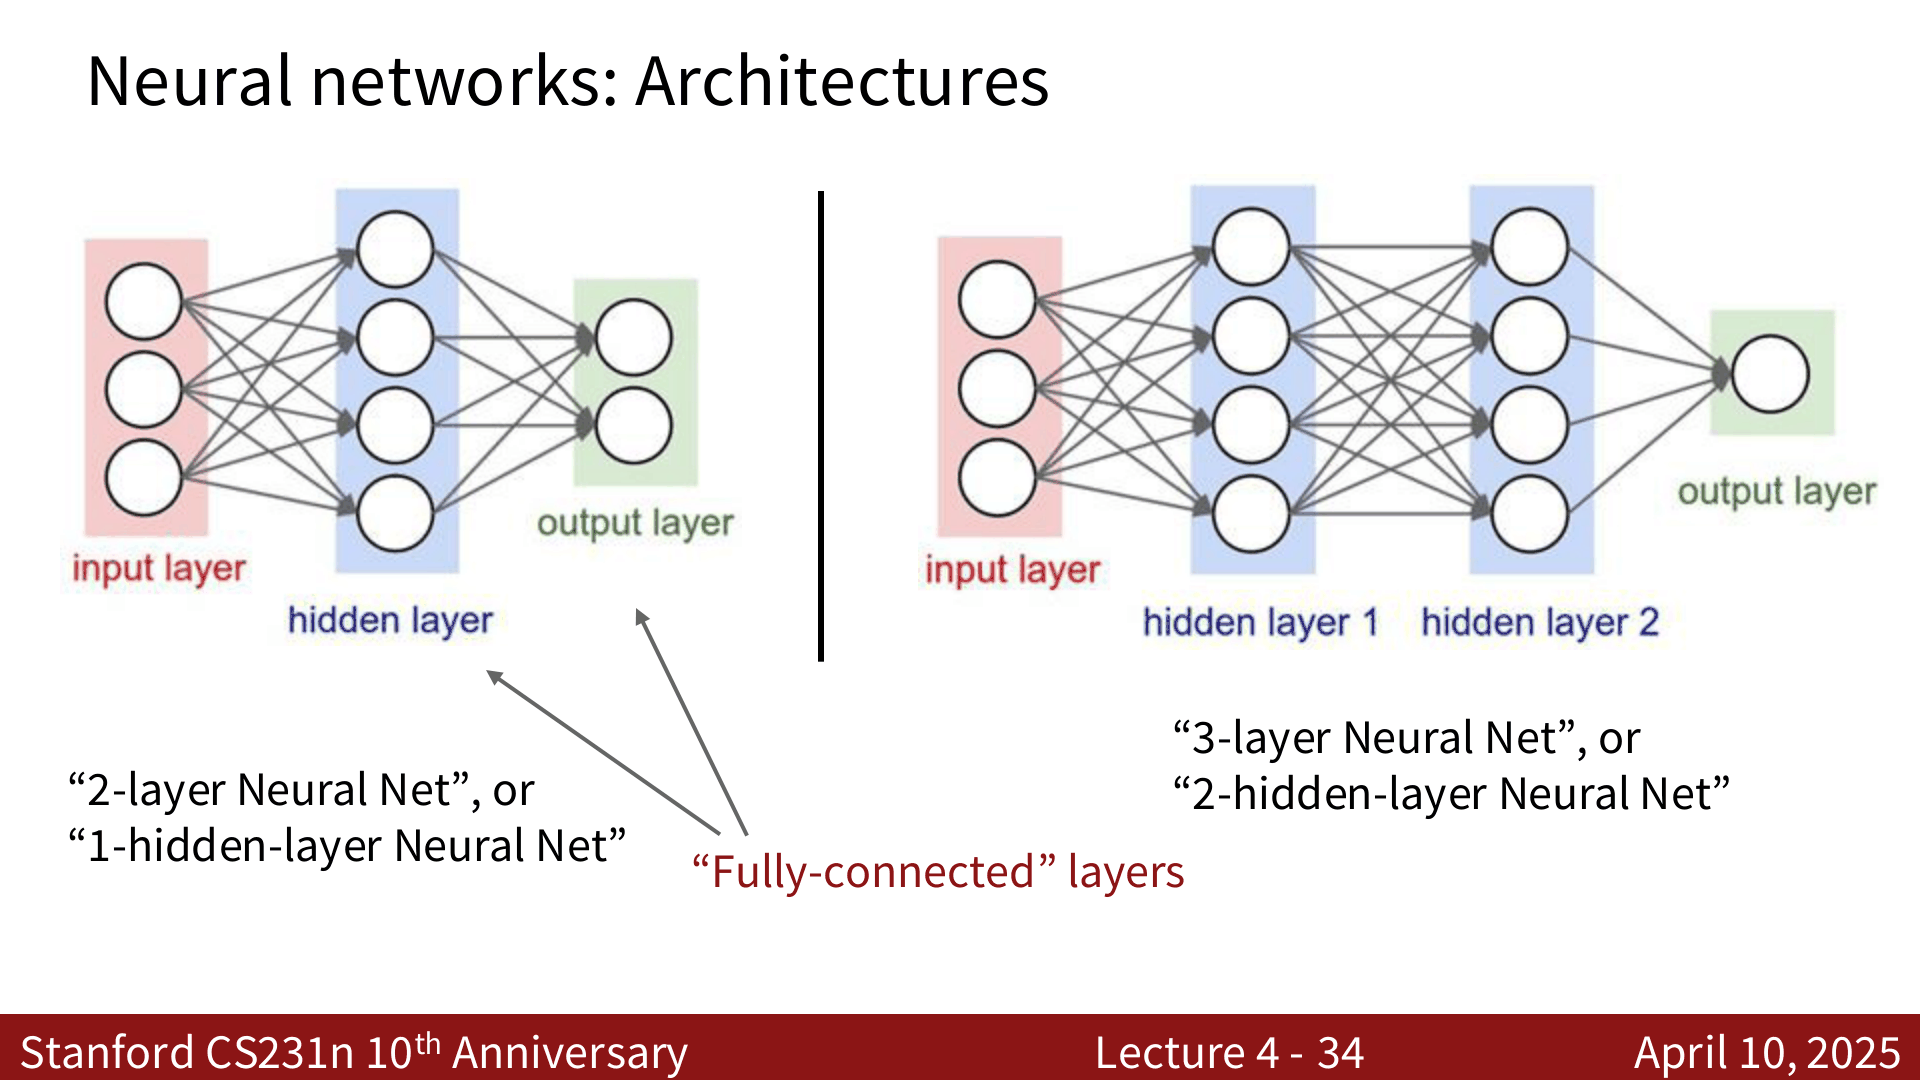 Neural networks: Architectures
input layer
hidden layer
output layer
input layer
hidden layer 1
hidden layer 2
output layer
“2-layer Neural Net”, or
“1-hidden-layer Neural Net”
“Fully-connected” layers
“3-layer Neural Net”, or
“2-hidden-layer Neural Net”
Stanford CS231n 10th Anniversary
Lecture 4 - 34
April 10, 2025